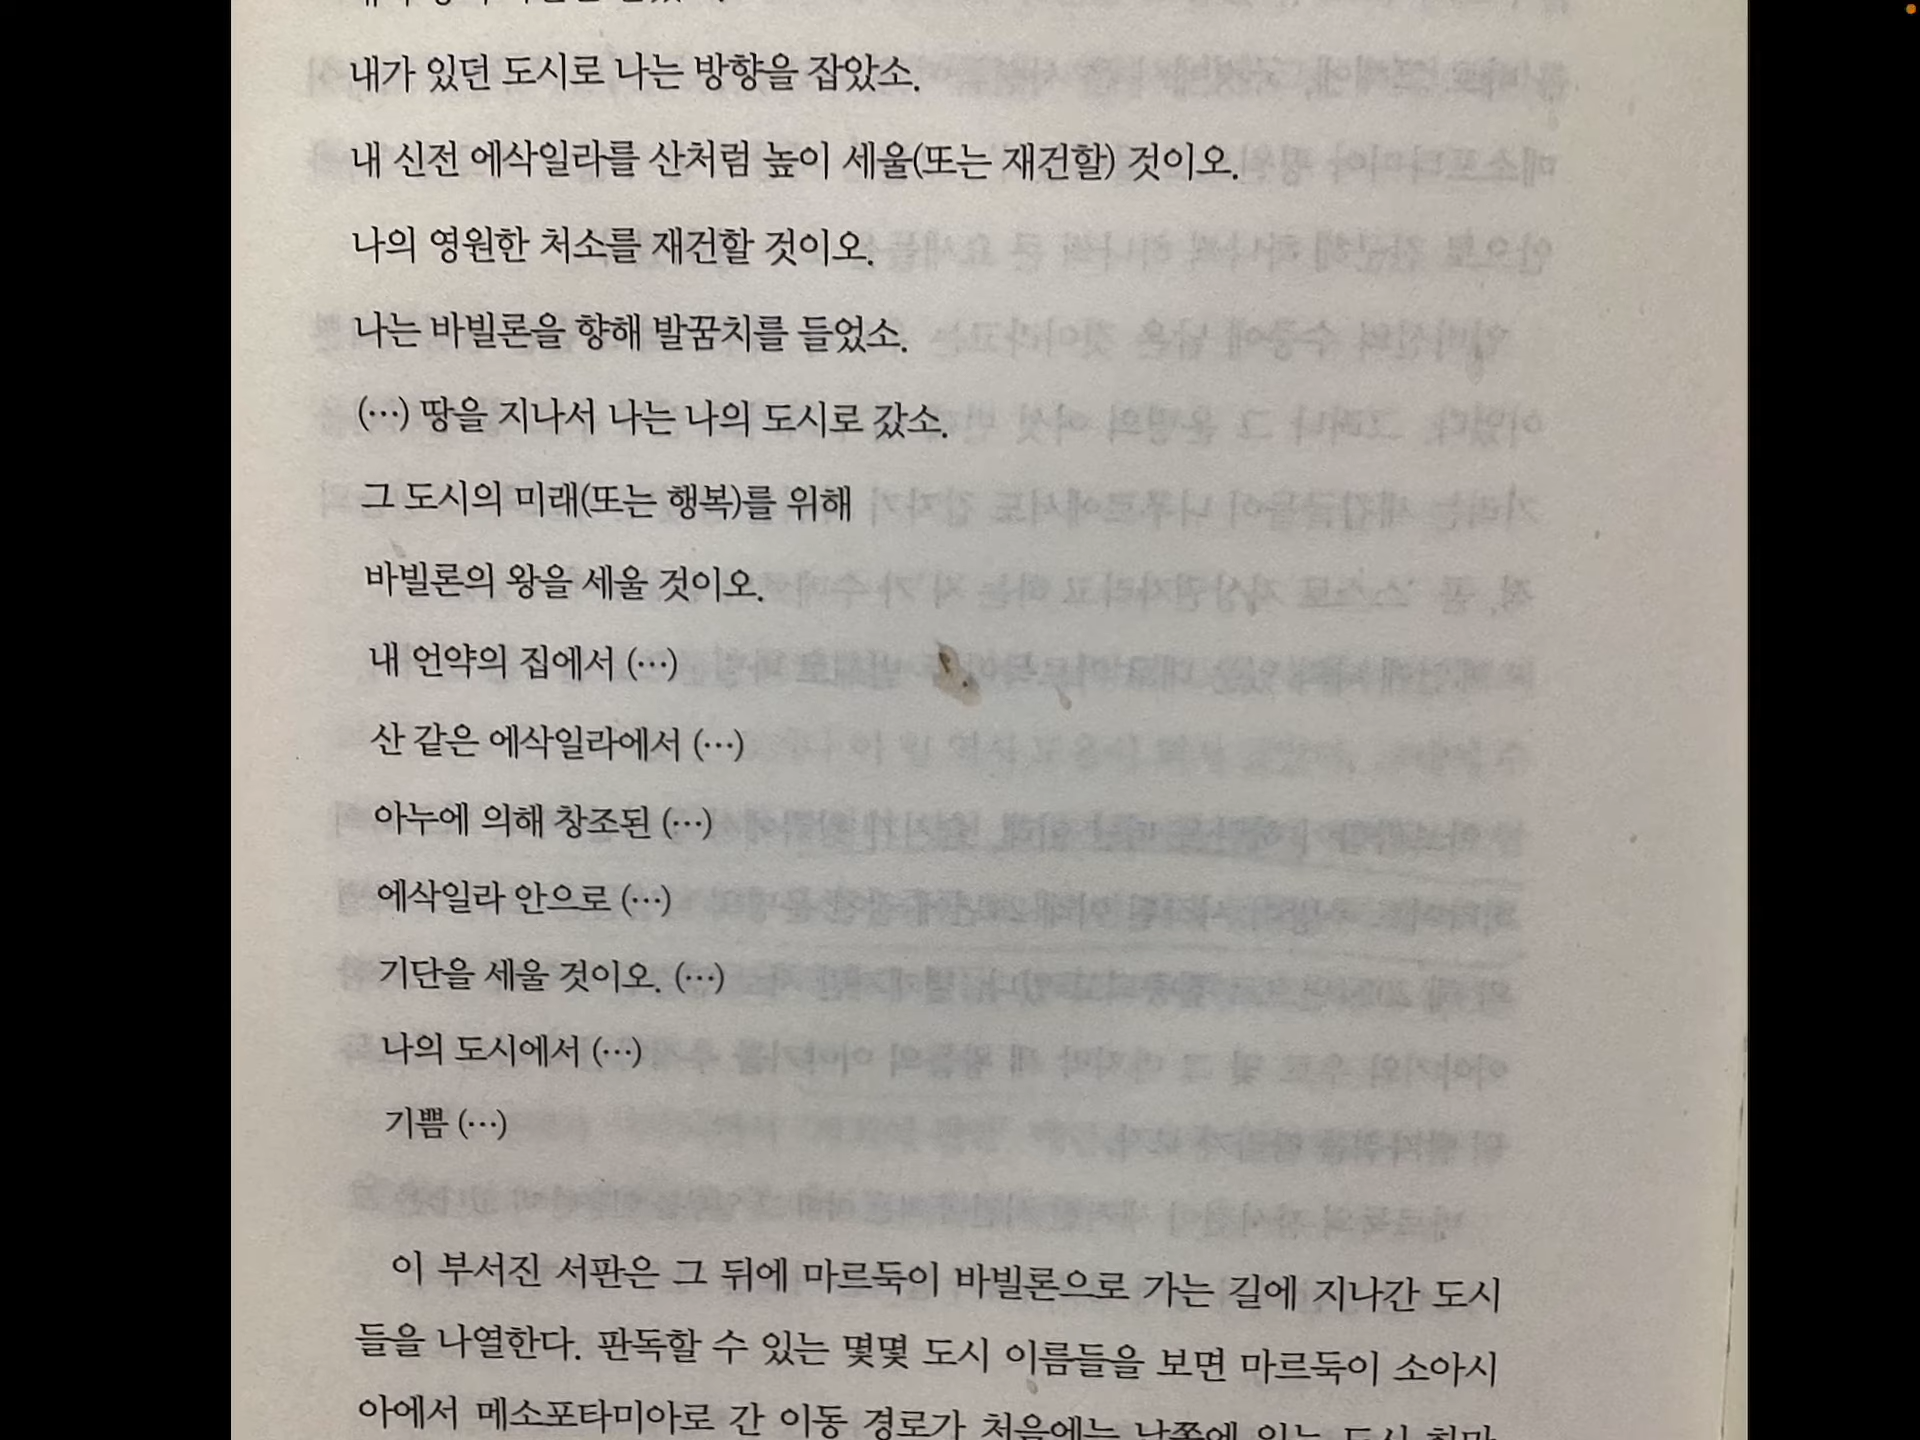 내가 있던 도시로 나는 방향을 잡았소.
내 신전 에삭일라를 산처럼 높이 세울(또는 재건할) 것이오.
나의 영원한 처소를 재건할 것이오.
나는 바빌론을 향해 발꿈치를 들었소.
(…) 땅을 지나서 나는 나의 도시로 갔소.
그 도시의 미래(또는 행복)를 위해
바빌론의 왕을 세울 것이오.
내 언약의 집에서 (…)
산 같은 에삭일라에서 (…)
아누에 의해 창조된 (…)
에삭일라 안으로 (…)
기단을 세울 것이오. (…)
나의 도시에서 (…)
기쁨 (…)
이 부서진 서판은 그 뒤에 마르둑이 바빌론으로 가는 길에 지나간 도시
들을 나열한다. 판독할 수 있는 몇몇 도시 이름들을 보면 마르둑이 소아시
아에서 메소포타미아로 간 이동 경로가 처음에는 남쪽에 있는 도시